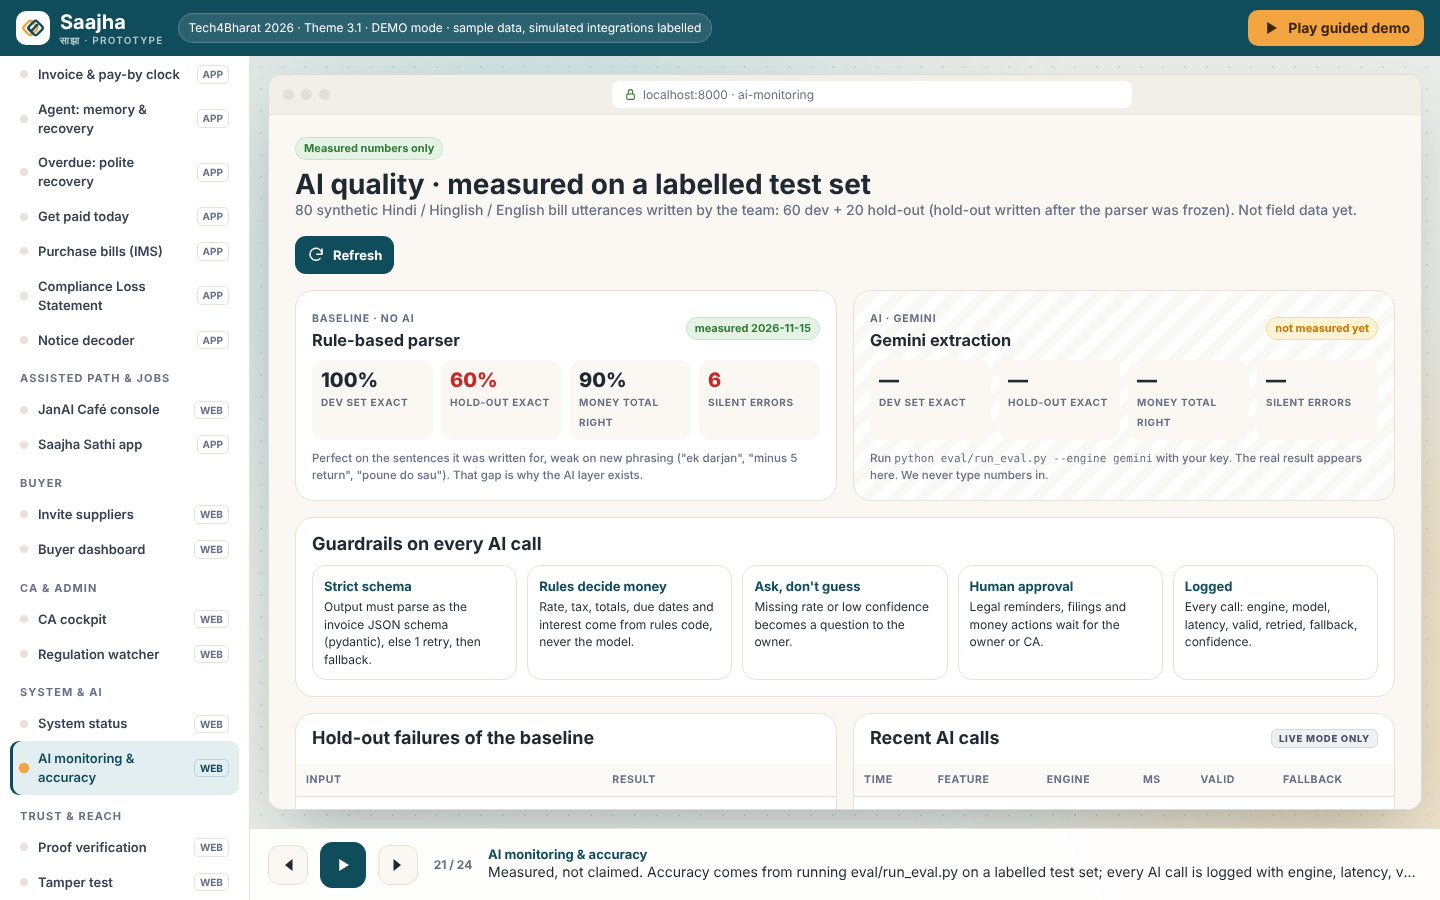 Saajha
साझा · PROTOTYPE
Tech4Bharat 2026 · Theme 3.1 · DEMO mode · sample data, simulated integrations labelled
Play guided demo
Invoice & pay-by clock
APP
Agent: memory &
recovery
APP
Overdue: polite
recovery
APP
Get paid today
APP
Purchase bills (IMS)
APP
Compliance Loss
Statement
APP
Notice decoder
APP
ASSISTED PATH & JOBS
JanAI Café console
WEB
Saajha Sathi app
APP
BUYER
Invite suppliers
WEB
Buyer dashboard
WEB
CA & ADMIN
CA cockpit
WEB
Regulation watcher
WEB
SYSTEM & AI
System status
WEB
AI monitoring &
accuracy
WEB
TRUST & REACH
Proof verification
WEB
Tamper test
WEB
localhost:8000 · ai-monitoring
Measured numbers only
AI quality · measured on a labelled test set
80 synthetic Hindi / Hinglish / English bill utterances written by the team: 60 dev + 20 hold-out (hold-out written after the parser was frozen). Not field data yet.
Refresh
BASELINE · NO AI
Rule-based parser
measured 2026-11-15
100%
DEV SET EXACT
60%
HOLD-OUT EXACT
90%
MONEY TOTAL
RIGHT
6
SILENT ERRORS
Perfect on the sentences it was written for, weak on new phrasing ("ek darjan", "minus 5
return", "poune do sau"). That gap is why the AI layer exists.
AI · GEMINI
Gemini extraction
not measured yet
—
DEV SET EXACT
—
HOLD-OUT EXACT
—
MONEY TOTAL
RIGHT
—
SILENT ERRORS
Run python eval/run_eval.py --engine gemini with your key. The real result appears
here. We never type numbers in.
Guardrails on every AI call
Strict schema
Output must parse as the
invoice JSON schema
(pydantic), else 1 retry, then
fallback.
Rules decide money
Rate, tax, totals, due dates and
interest come from rules code,
never the model.
Ask, don't guess
Missing rate or low confidence
becomes a question to the
owner.
Human approval
Legal reminders, filings and
money actions wait for the
owner or CA.
Logged
Every call: engine, model,
latency, valid, retried, fallback,
confidence.
Hold-out failures of the baseline
INPUT RESULT
Recent AI calls
LIVE MODE ONLY
TIME FEATURE ENGINE MS VALID FALLBACK
21 / 24
AI monitoring & accuracy
Measured, not claimed. Accuracy comes from running eval/run_eval.py on a labelled test set; every AI call is logged with engine, latency, v...